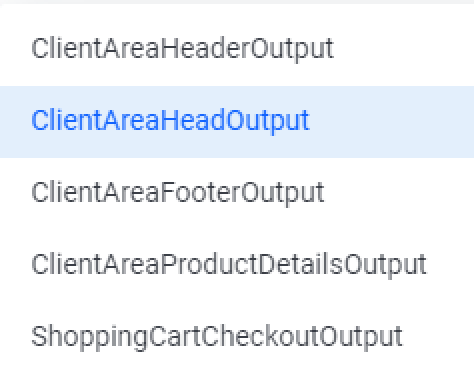 ClientAreaHeaderOutput
ClientAreaHeadOutput
ClientAreaFooterOutput
ClientAreaProductDetailsOutput
ShoppingCartCheckoutOutput